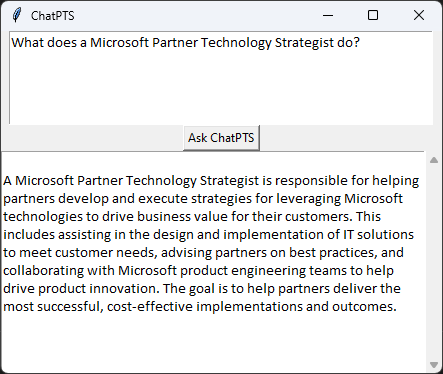 ChatPTS
What does a Microsoft Partner Technology Strategist do?
Ask ChatPTS
A Microsoft Partner Technology Strategist is responsible for helping
partners develop and execute strategies for leveraging Microsoft
technologies to drive business value for their customers. This
includes assisting in the design and implementation of IT solutions
to meet customer needs, advising partners on best practices, and
collaborating with Microsoft product engineering teams to help
drive product innovation. The goal is to help partners deliver the
most successful, cost-effective implementations and outcomes.